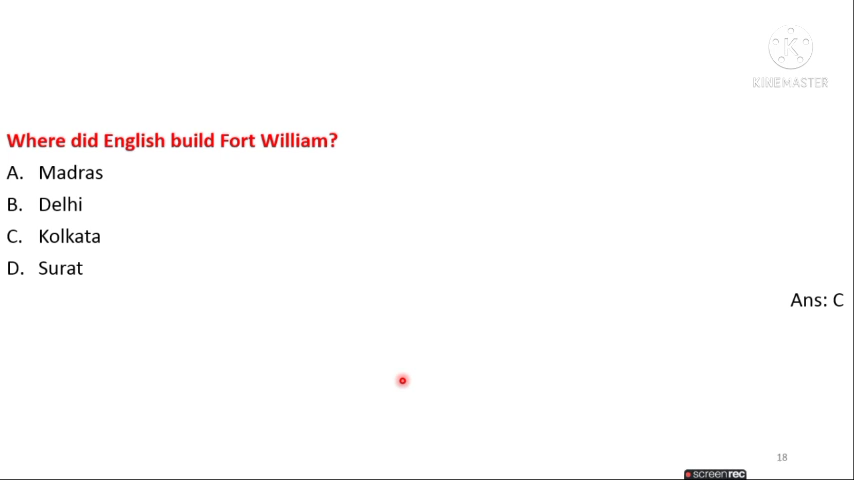 K
KINEMASTER
Where did English build Fort William?
A. Madras
B. Delhi
C. Kolkata
D. Surat
Ans: C
18
screenrec